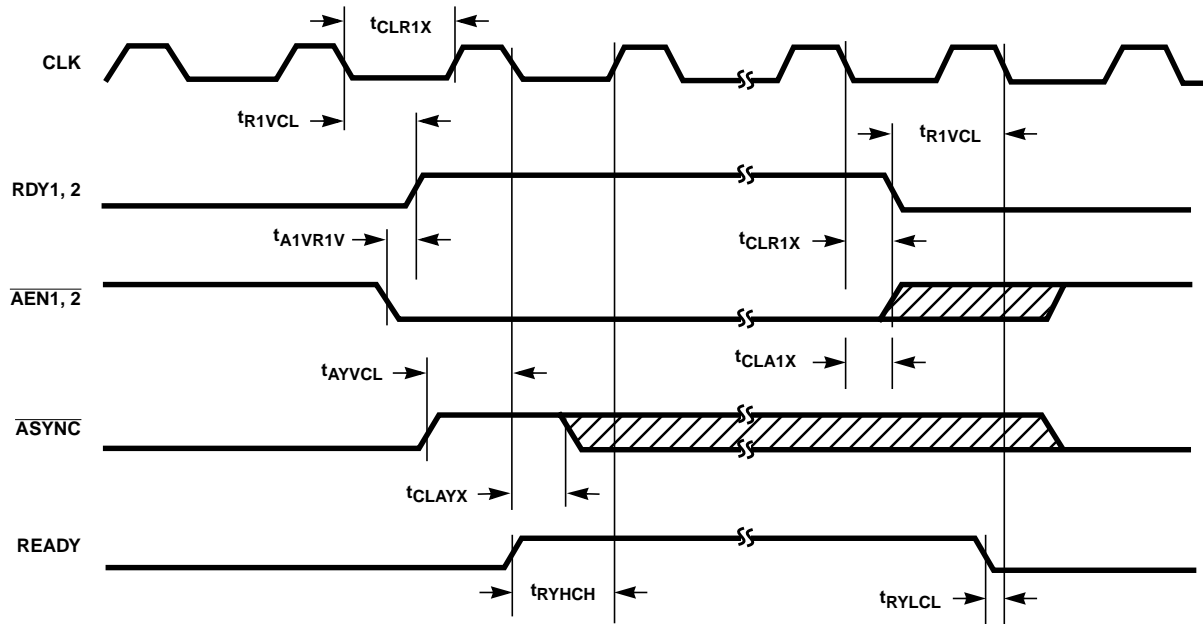 tCLR1X
CLK
tR1VCL
tR1VCL
RDY1, 2
tA1VR1V
tCLR1X
AEN1, 2
tCLA1X
tAYVCL
ASYNC
tCLAYX
READY
tRYHCH
tRYLCL